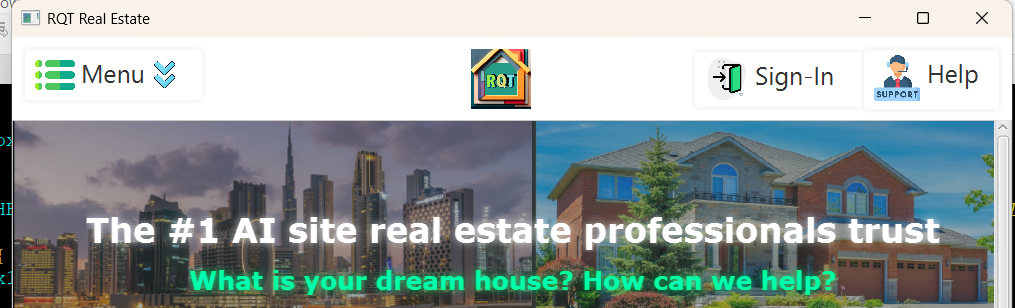 RQT Real Estate
Menu
RQT
Sign-In
SUPPORT
Help
The #1 AI site real estate professionals trust
What is your dream house? How can we help?